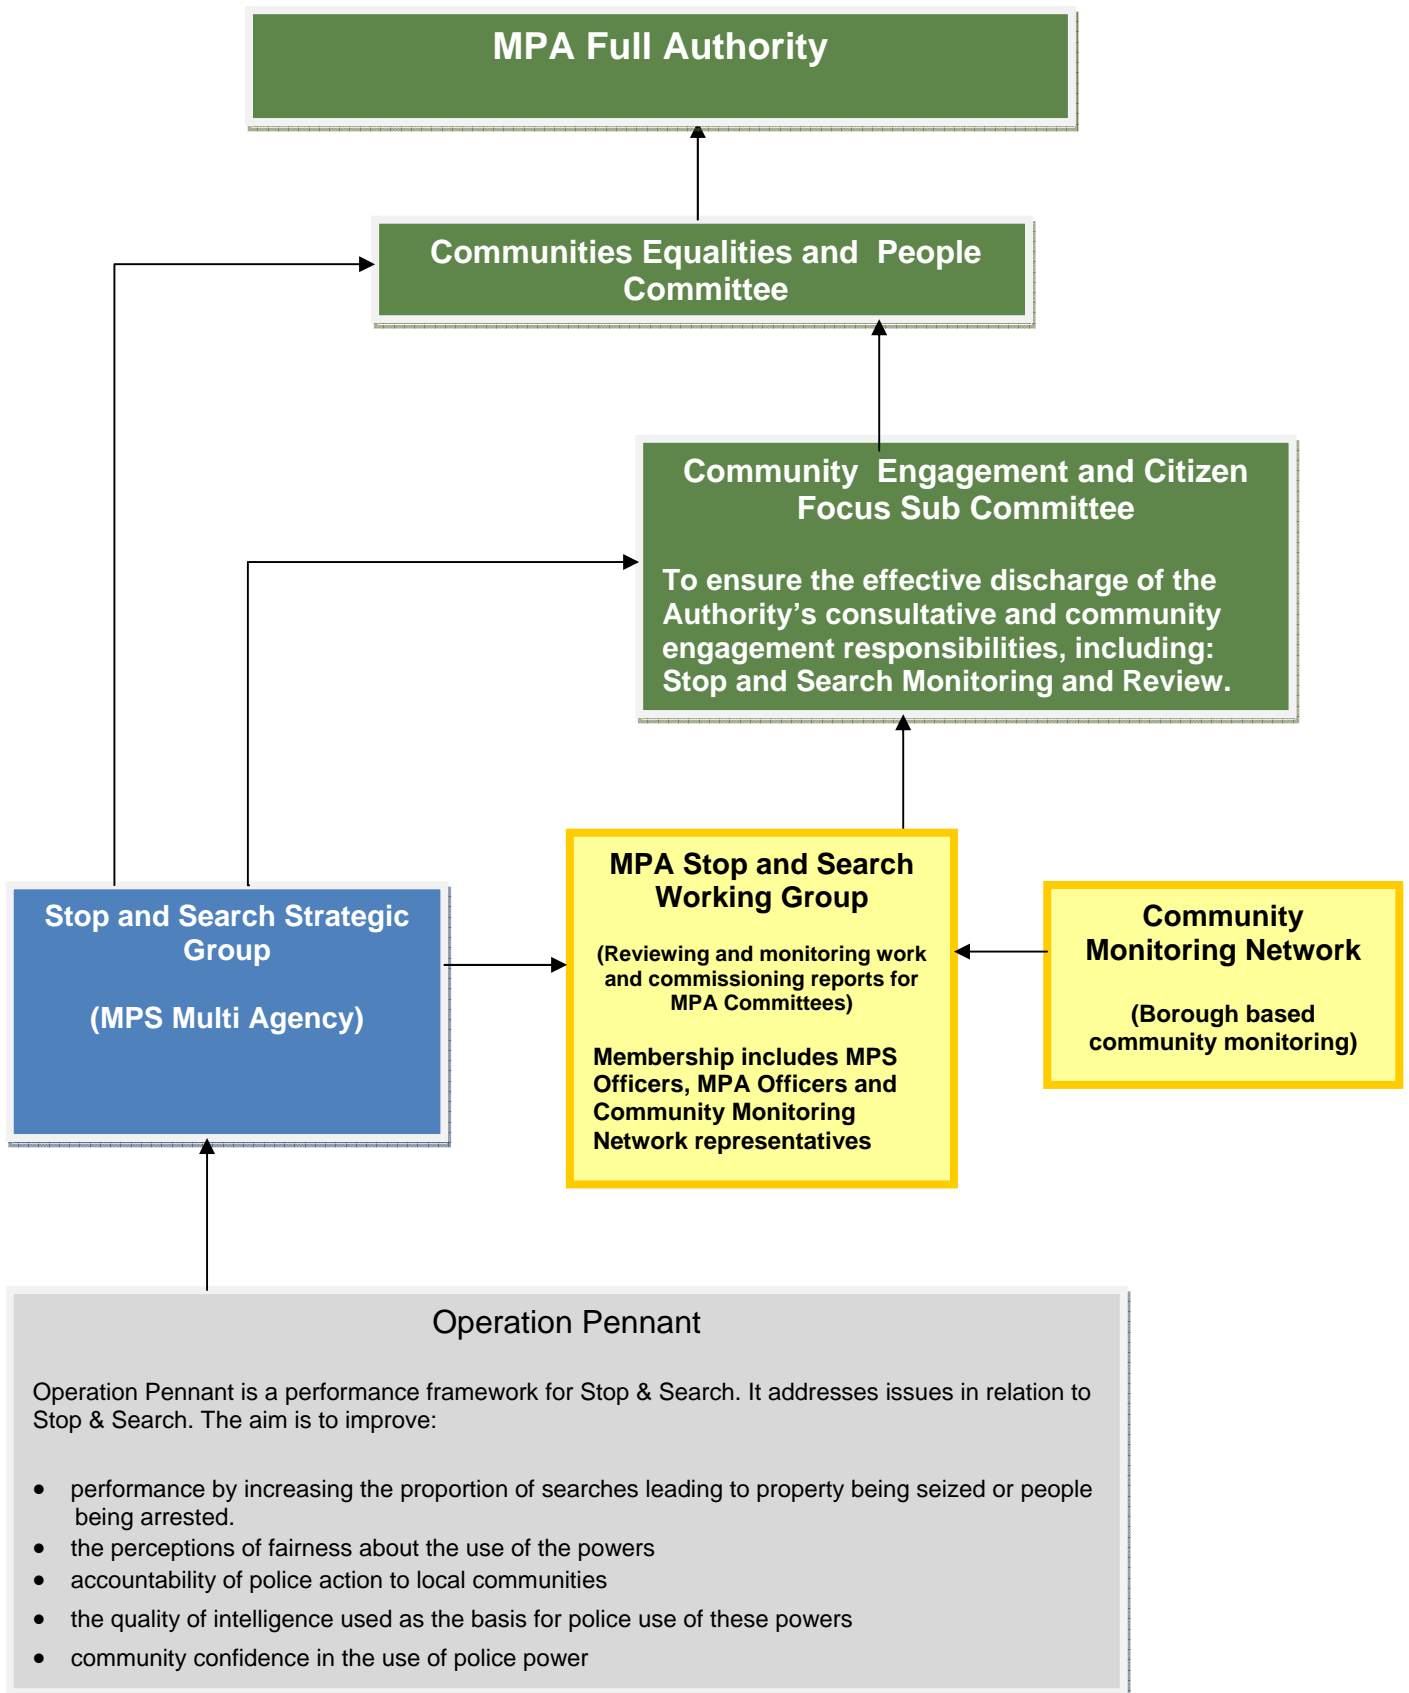 MPA Full Authority
Communities Equalities and People
Committee
Community Engagement and Citizen
Focus Sub Committee
To ensure the effective discharge of the
Authority’s consultative and community
engagement responsibilities, including:
Stop and Search Monitoring and Review.
Stop and Search Strategic
Group
(MPS Multi Agency)
MPA Stop and Search
Working Group
(Reviewing and monitoring work
and commissioning reports for
MPA Committees)
Membership includes MPS
Officers, MPA Officers and
Community Monitoring
Network representatives
Community
Monitoring Network
(Borough based
community monitoring)
Operation Pennant
Operation Pennant is a performance framework for Stop & Search. It addresses issues in relation to
Stop & Search. The aim is to improve:
• performance by increasing the proportion of searches leading to property being seized or people
being arrested.
• the perceptions of fairness about the use of the powers
• accountability of police action to local communities
• the quality of intelligence used as the basis for police use of these powers
• community confidence in the use of police power